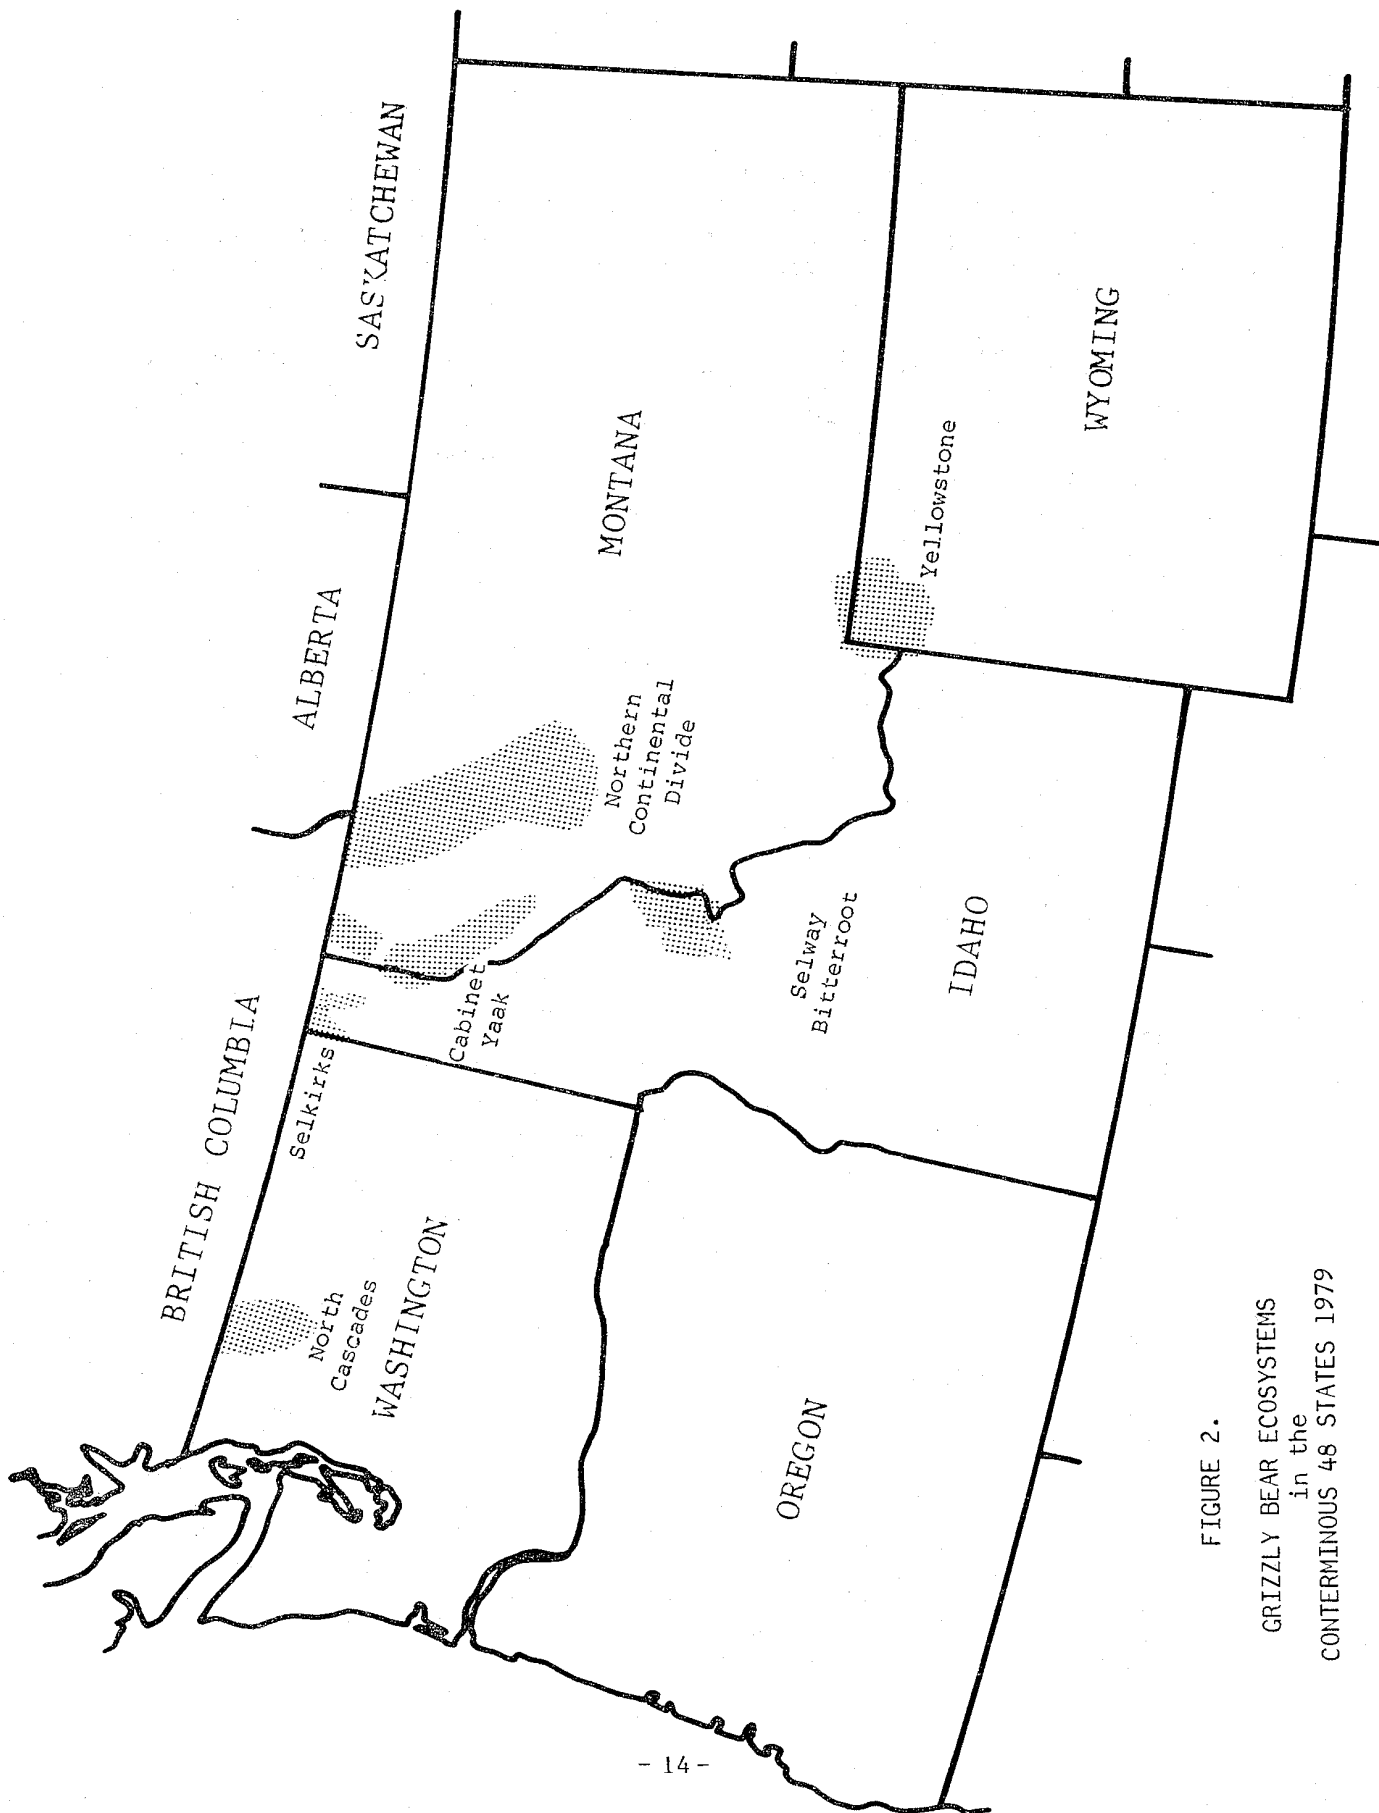 SASKATCHEWAN
ALBERTA
BRITISH COLUMBIA
MONTANA
Northern
Continental
Divide
Yellowstone
WYOMING
Selkirks
Cabinet
Yaak
Selway
Bitterroot
IDAHO
North
Cascades
WASHINGTON
OREGON
FIGURE 2.
GRIZZLY BEAR ECOSYSTEMS
in the
CONTERMINOUS 48 STATES 1979
- 14 -